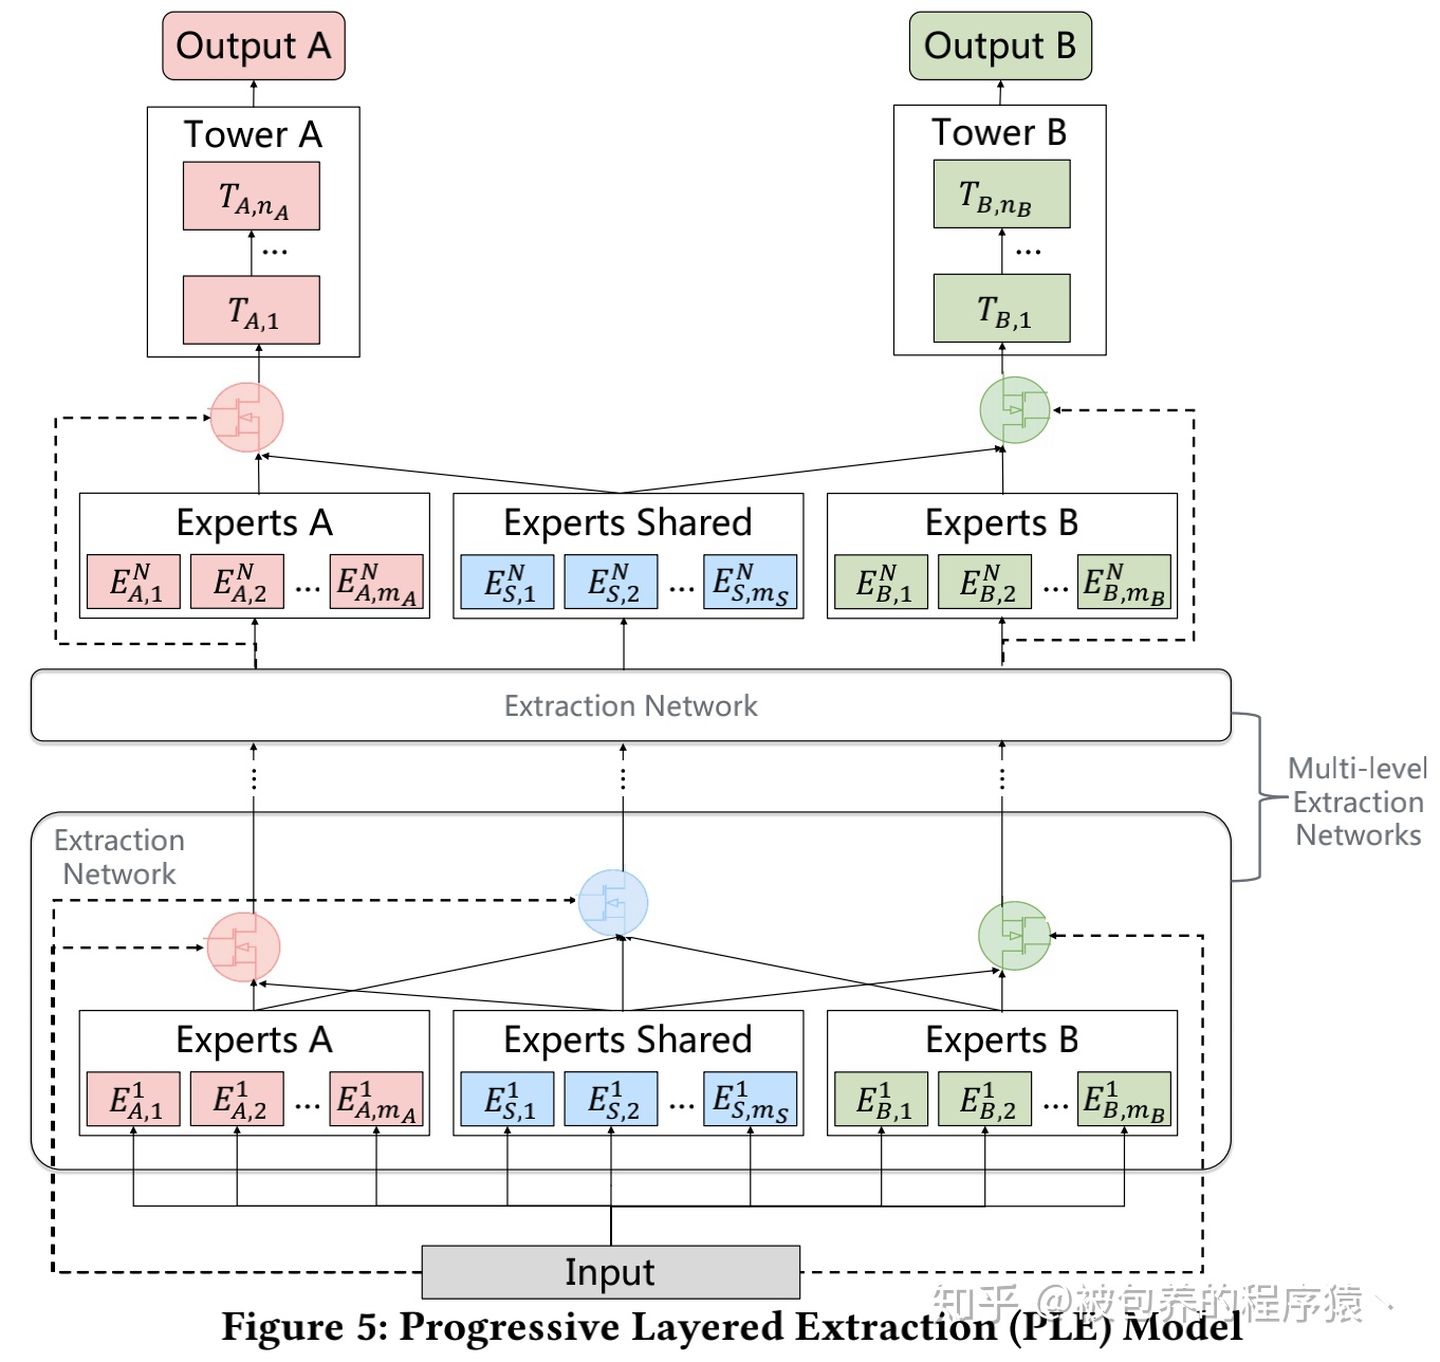 Output A
Output B
Tower A
Tower B
T_{A,n_A}
T_{B,n_B}
...
...
T_{A,1}
T_{B,1}
Experts A
Experts Shared
Experts B
E^N_{A,1} E^N_{A,2} ... E^N_{A,m_A}
E^N_{S,1} E^N_{S,2} ... E^N_{S,m_S}
E^N_{B,1} E^N_{B,2} ... E^N_{B,m_B}
Extraction Network
Multi-level
Extraction
Networks
Extraction
Network
Experts A
Experts Shared
Experts B
E^1_{A,1} E^1_{A,2} ... E^1_{A,m_A}
E^1_{S,1} E^1_{S,2} ... E^1_{S,m_S}
E^1_{B,1} E^1_{B,2} ... E^1_{B,m_B}
Input
知乎 @被包养的程序猿丶
Figure 5: Progressive Layered Extraction (PLE) Model